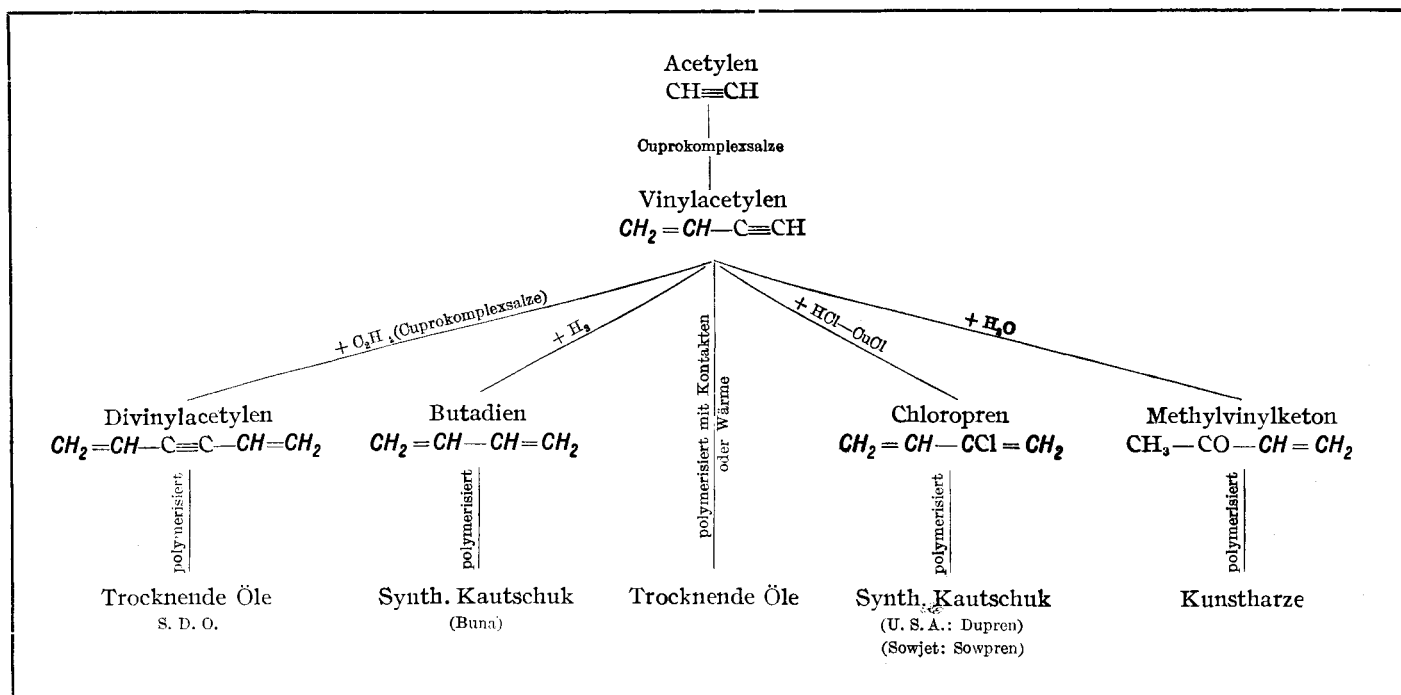 Acetylen
CH≡CH
Cuprokomplexsalze
Vinylacetylen
CH₂=CH—C≡CH
+ C₂H₂ (Cuprokomplexsalze)
+ H₂
polymerisiert mit Kontakten
oder Wärme
+ HCl—CuCl
+ H₂O
Divinylacetylen
CH₂=CH—C≡C—CH=CH₂
Butadien
CH₂=CH—CH=CH₂
Chloropren
CH₂=CH—CCl=CH₂
Methylvinylketon
CH₃—CO—CH=CH₂
polymerisiert
polymerisiert
polymerisiert
polymerisiert
Trocknende Öle
S. D. O.
Synth. Kautschuk
(Buna)
Trocknende Öle
Synth. Kautschuk
(U. S. A.: Dupren)
(Sowjet: Sowpren)
Kunstharze